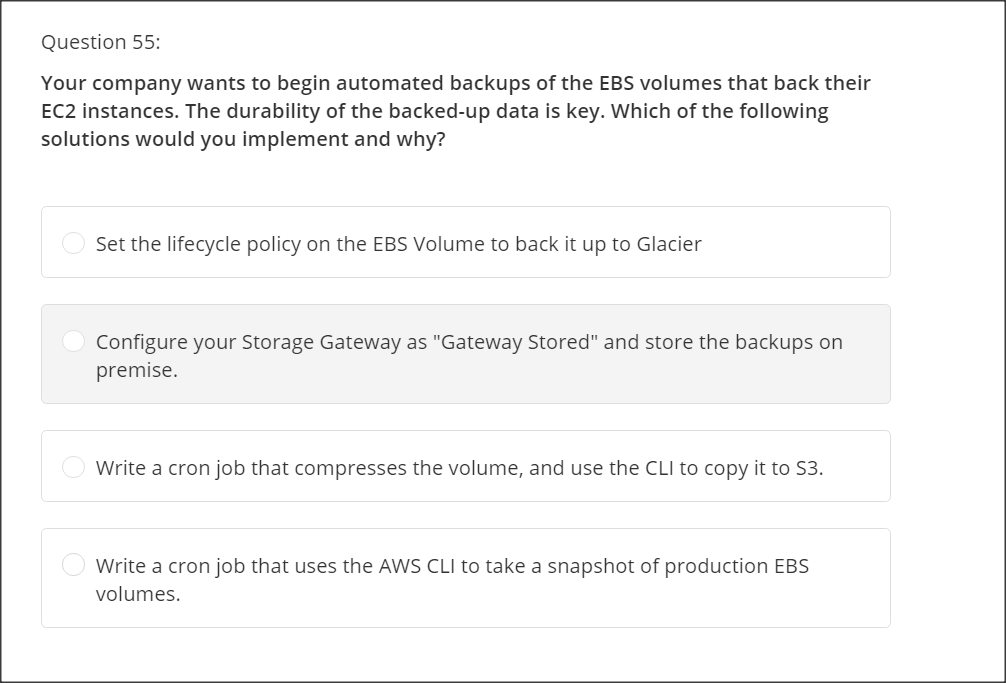 Question 55:
Your company wants to begin automated backups of the EBS volumes that back their
EC2 instances. The durability of the backed-up data is key. Which of the following
solutions would you implement and why?
Set the lifecycle policy on the EBS Volume to back it up to Glacier
Configure your Storage Gateway as "Gateway Stored" and store the backups on
premise.
Write a cron job that compresses the volume, and use the CLI to copy it to S3.
Write a cron job that uses the AWS CLI to take a snapshot of production EBS
volumes.